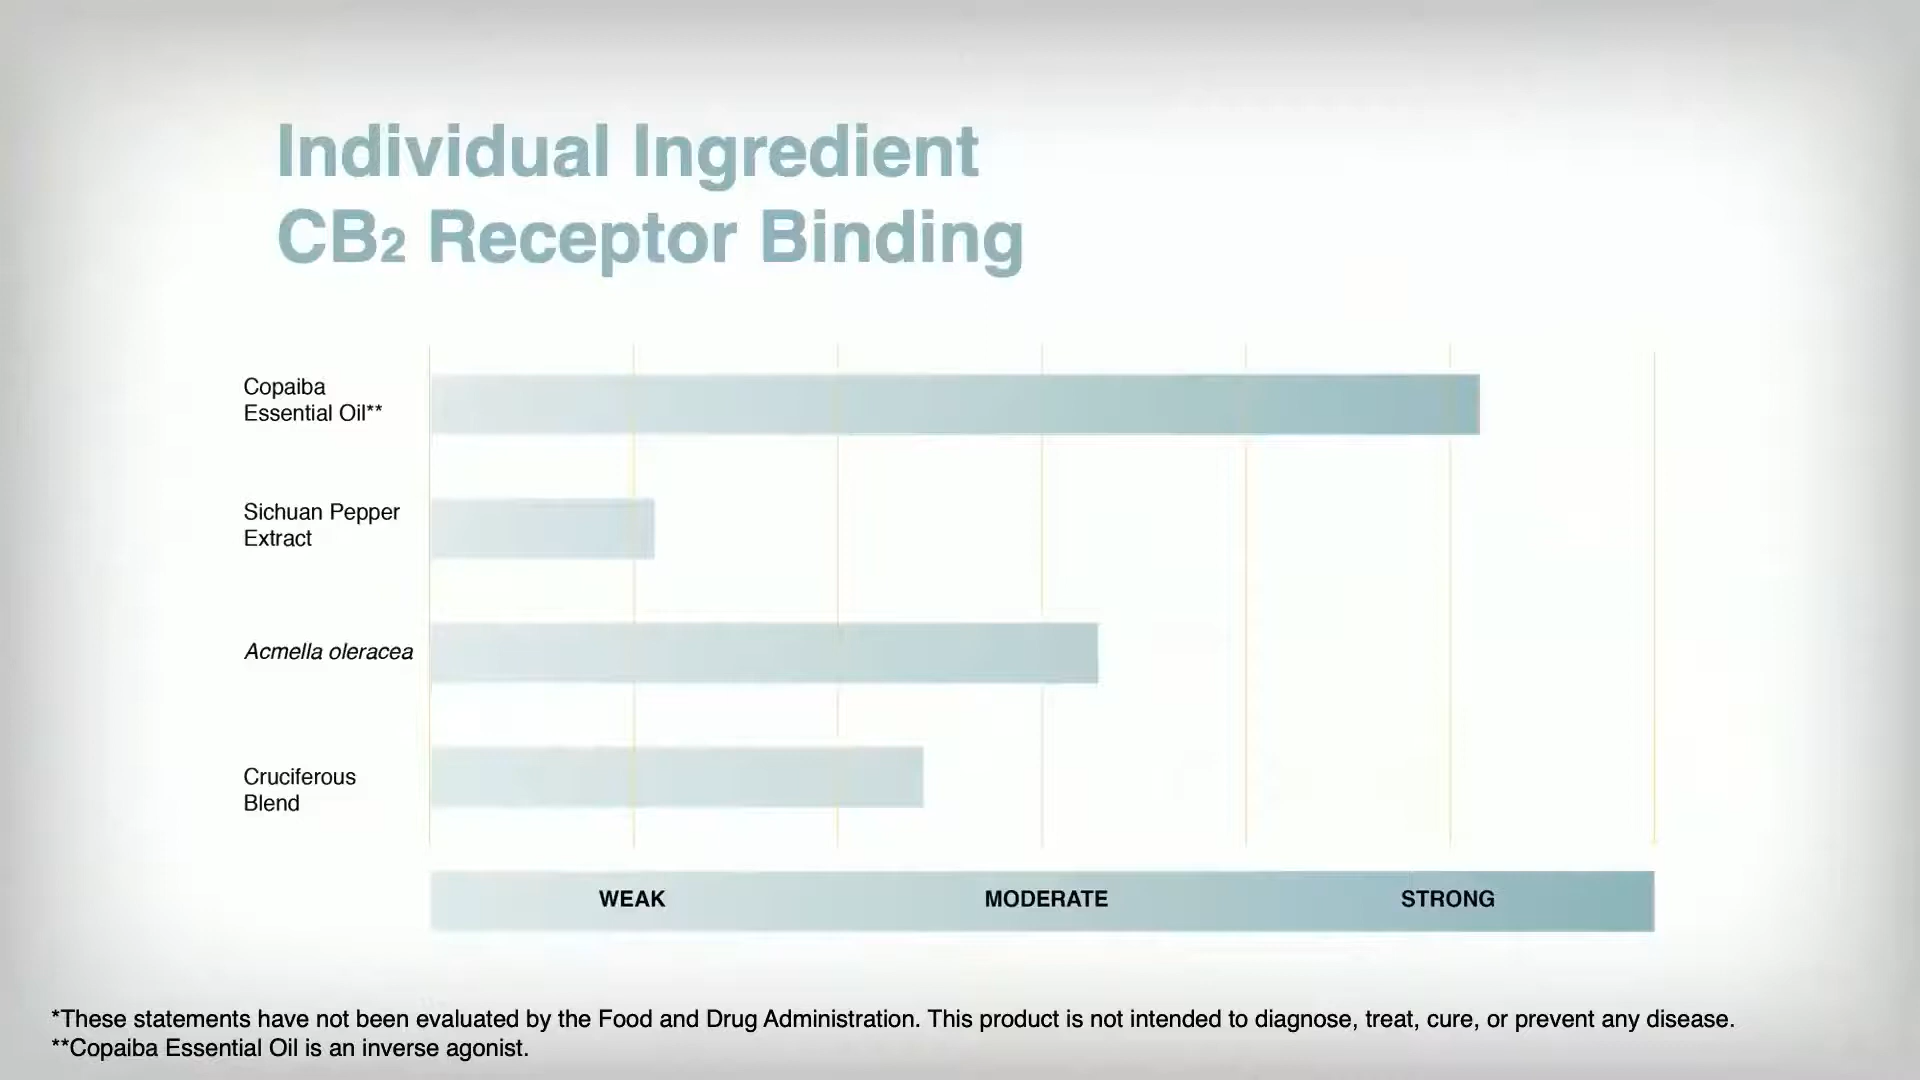 Individual Ingredient
CB2 Receptor Binding
Copaiba
Essential Oil**
Sichuan Pepper
Extract
Acmella oleracea
Cruciferous
Blend
WEAK MODERATE STRONG
*These statements have not been evaluated by the Food and Drug Administration. This product is not intended to diagnose, treat, cure, or prevent any disease.
**Copaiba Essential Oil is an inverse agonist.